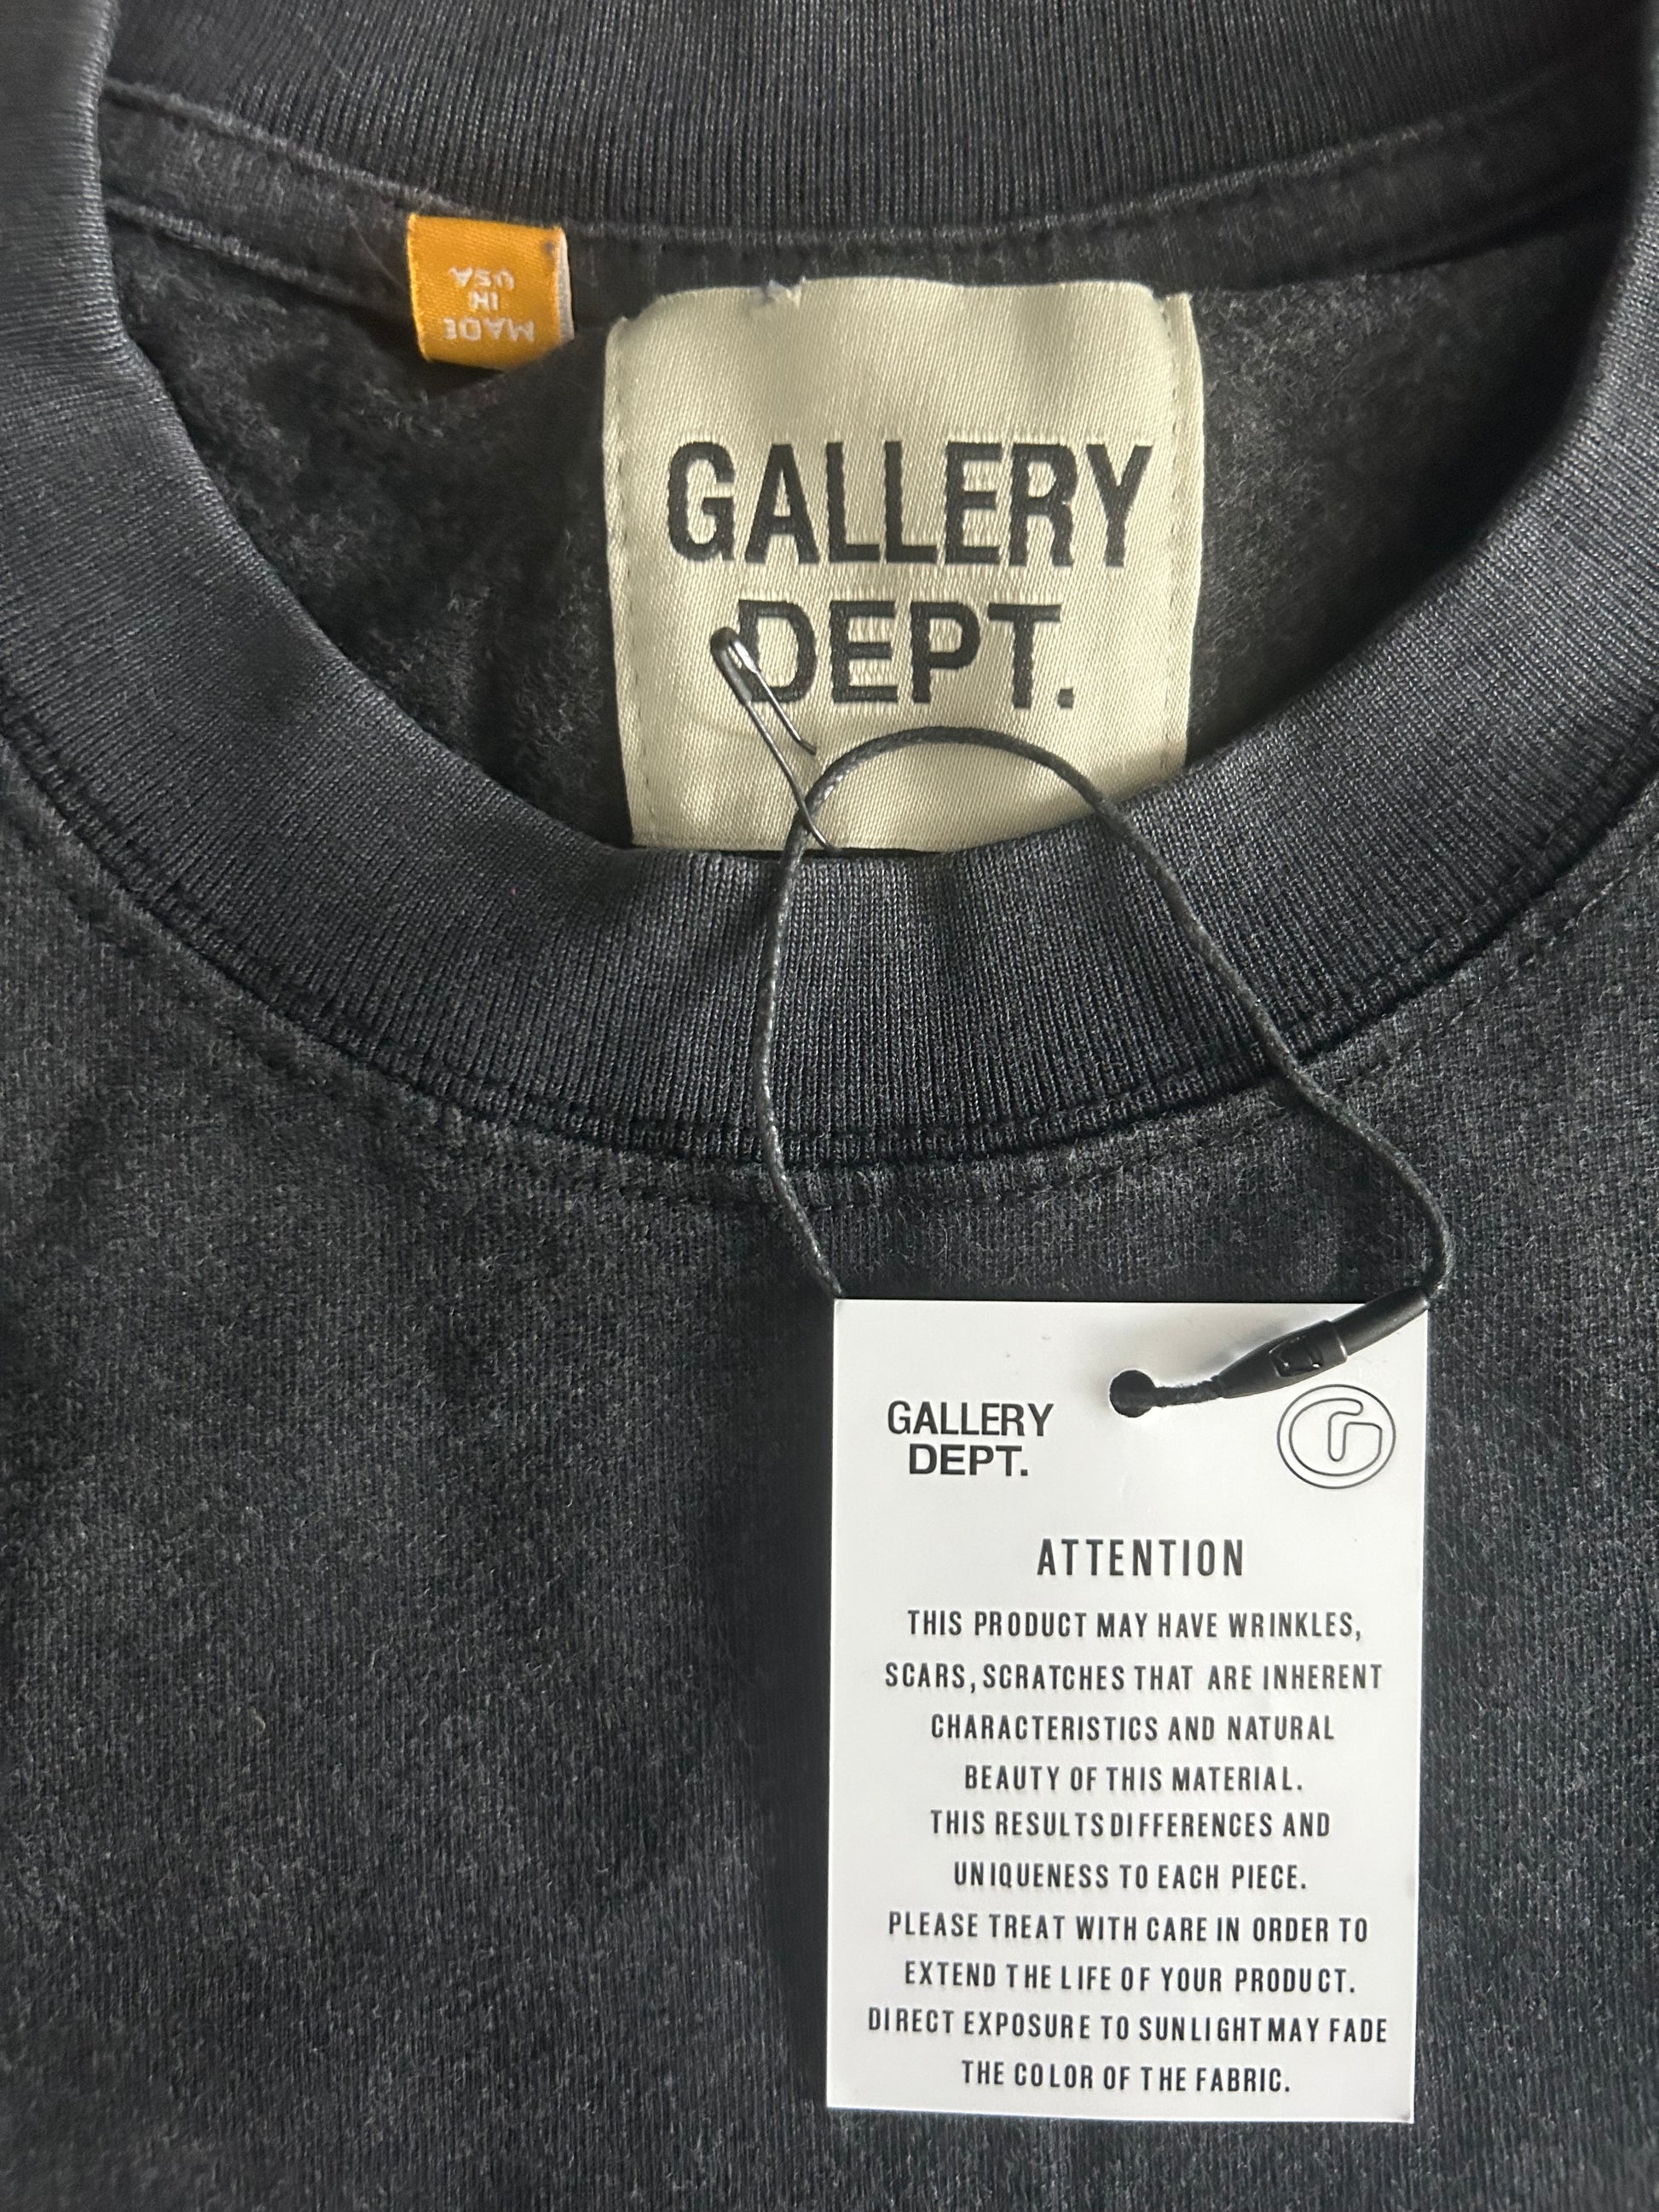 MADE
IN
USA
GALLERY
DEPT.
GALLERY
DEPT.
ATTENTION
THIS PRODUCT MAY HAVE WRINKLES,
SCARS, SCRATCHES THAT ARE INHERENT
CHARACTERISTICS AND NATURAL
BEAUTY OF THIS MATERIAL.
THIS RESULTS DIFFERENCES AND
UNIQUENESS TO EACH PIECE.
PLEASE TREAT WITH CARE IN ORDER TO
EXTEND THE LIFE OF YOUR PRODUCT.
DIRECT EXPOSURE TO SUNLIGHT MAY FADE
THE COLOR OF THE FABRIC.